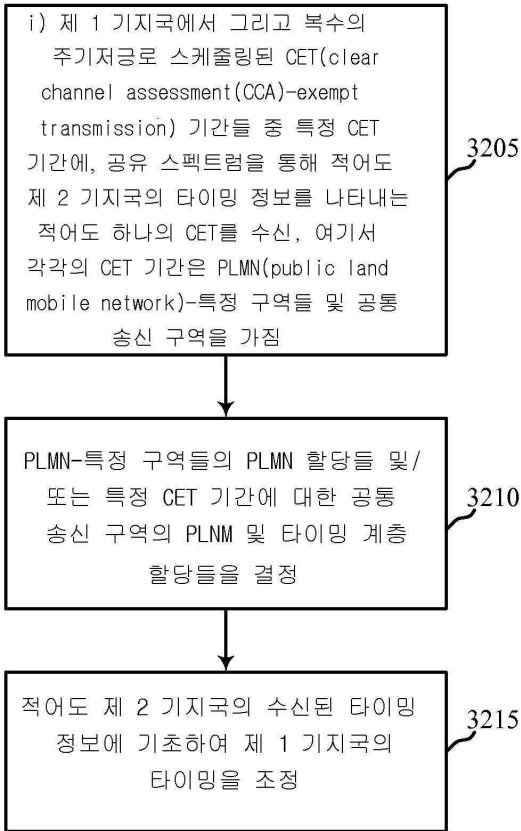 i) 제 1 기지국에서 그리고 복수의
주기저긍로 스케줄링된 CET(clear
channel assessment(CCA)-exempt
transmission) 기간들 중 특정 CET
기간에, 공유 스펙트럼을 통해 적어도
제 2 기지국의 타이밍 정보를 나타내는
적어도 하나의 CET를 수신, 여기서
각각의 CET 기간은 PLMN(public land
mobile network)-특정 구역들 및 공통
송신 구역을 가짐
3205
PLMN-특정 구역들의 PLMN 할당들 및/
또는 특정 CET 기간에 대한 공통
송신 구역의 PLNM 및 타이밍 계층
할당들을 결정
3210
적어도 제 2 기지국의 수신된 타이밍
정보에 기초하여 제 1 기지국의
타이밍을 조정
3215